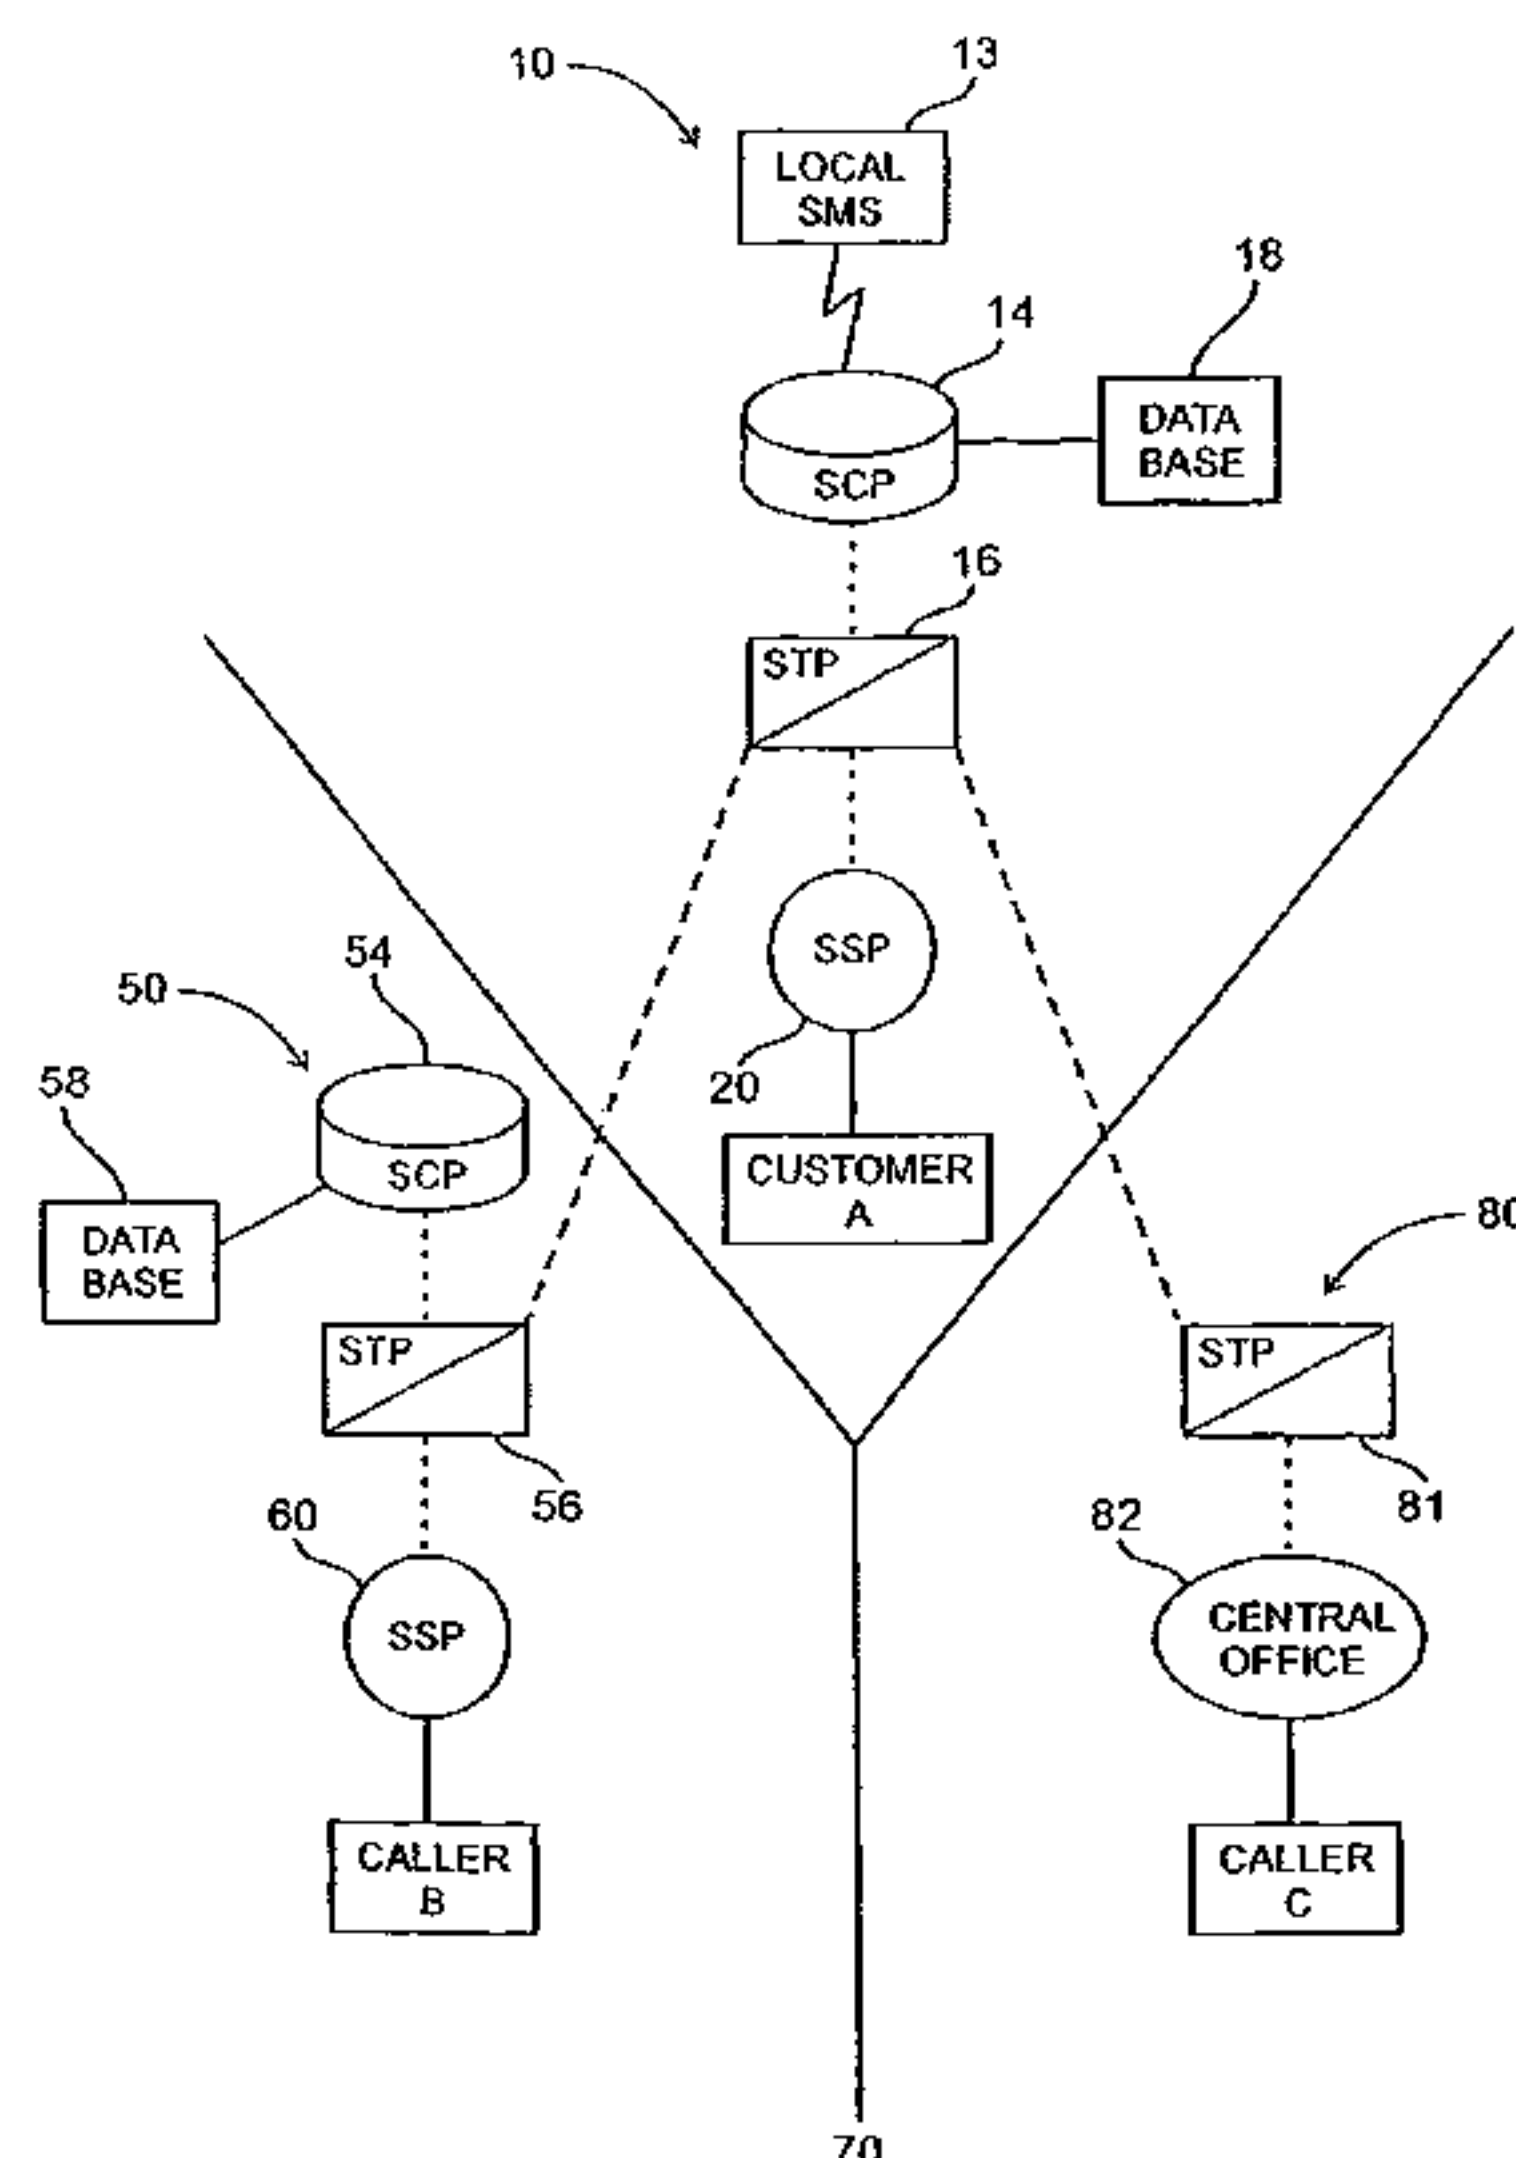 10
13
LOCAL
SMS
18
14
DATA
BASE
SCP
16
STP
SSP
54
50
20
58
CUSTOMER
A
SCP
80
DATA
BASE
STP
STP
56
81
60
82
SSP
CENTRAL
OFFICE
CALLER
B
CALLER
C
70